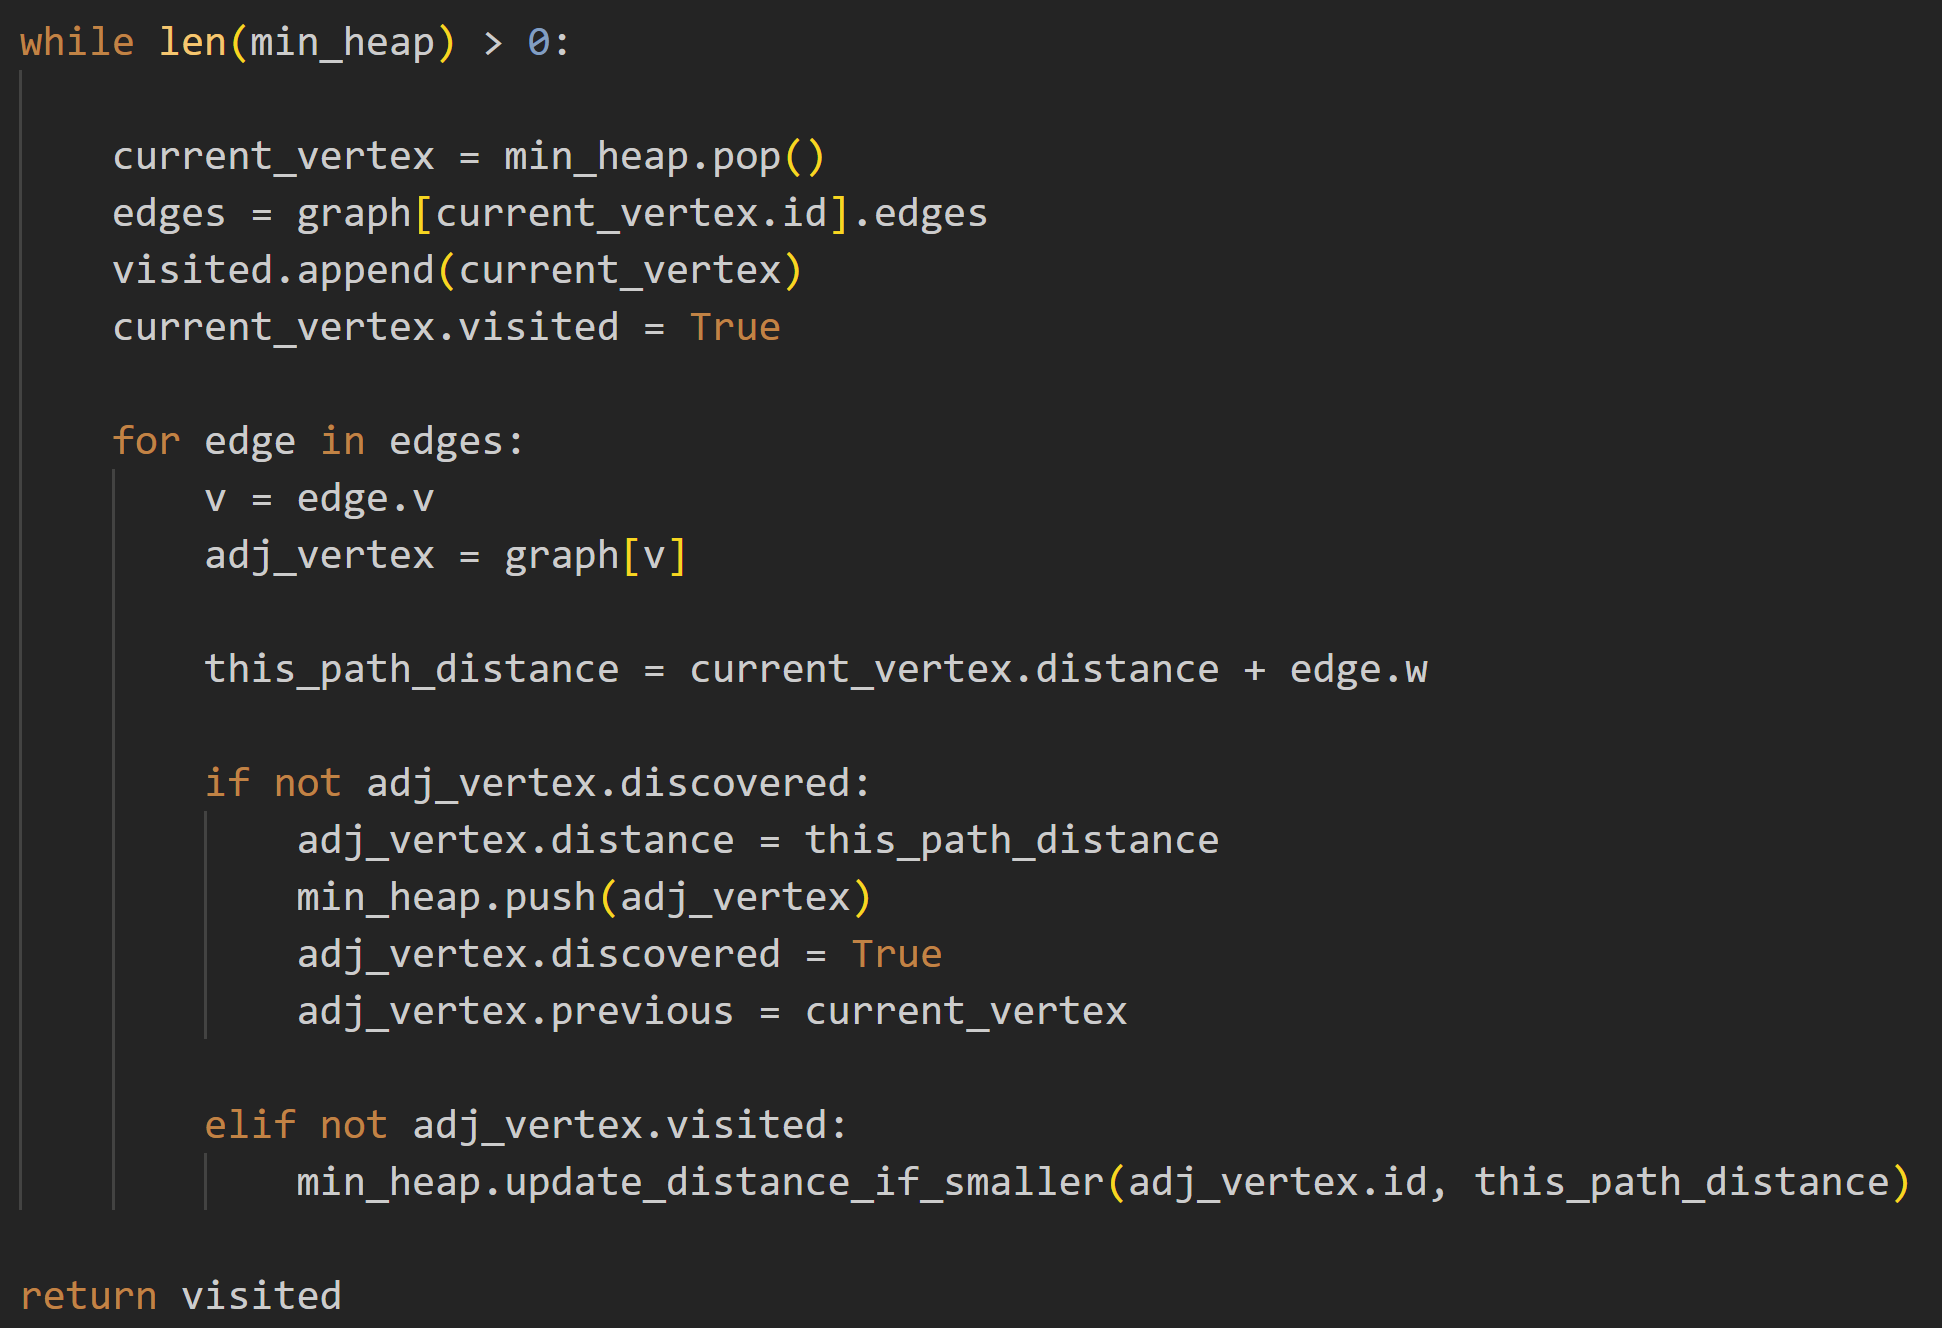 while len(min_heap) > 0:
current_vertex = min_heap.pop()
edges = graph[current_vertex.id].edges
visited.append(current_vertex)
current_vertex.visited = True
for edge in edges:
v = edge.v
adj_vertex = graph[v]
this_path_distance = current_vertex.distance + edge.w
if not adj_vertex.discovered:
adj_vertex.distance = this_path_distance
min_heap.push(adj_vertex)
adj_vertex.discovered = True
adj_vertex.previous = current_vertex
elif not adj_vertex.visited:
min_heap.update_distance_if_smaller(adj_vertex.id, this_path_distance)
return visited